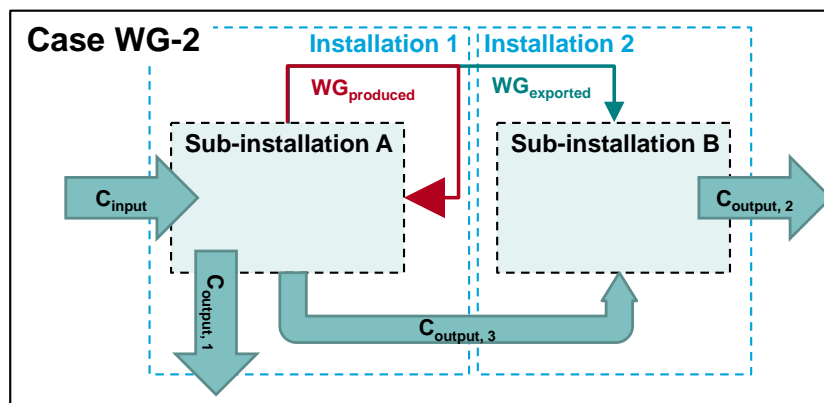 Case WG-2
Installation 1
Installation 2
WGproduced
WGexported
Sub-installation A
Sub-installation B
Cinput
Coutput, 2
Coutput, 1
Coutput, 3